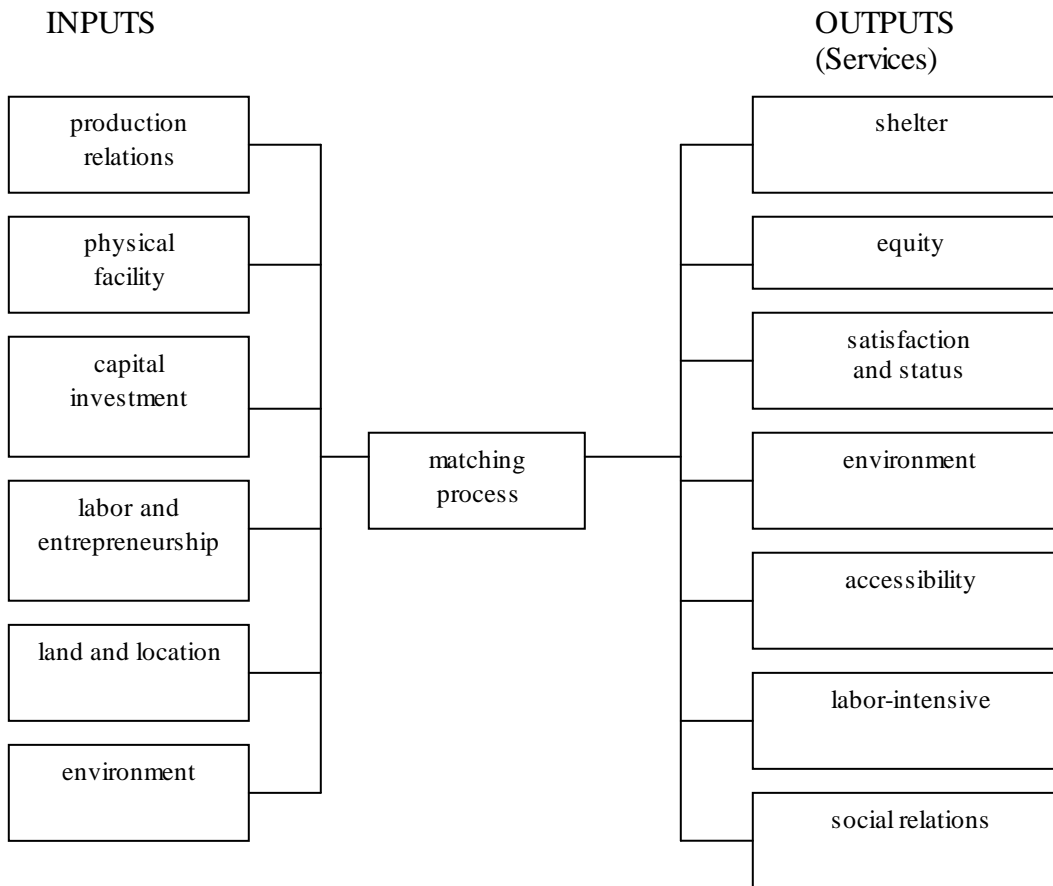 INPUTS
production
relations
physical
facility
capital
investment
labor and
entrepreneurship
land and location
environment
matching
process
OUTPUTS
(Services)
shelter
equity
satisfaction
and status
environment
accessibility
labor-intensive
social relations